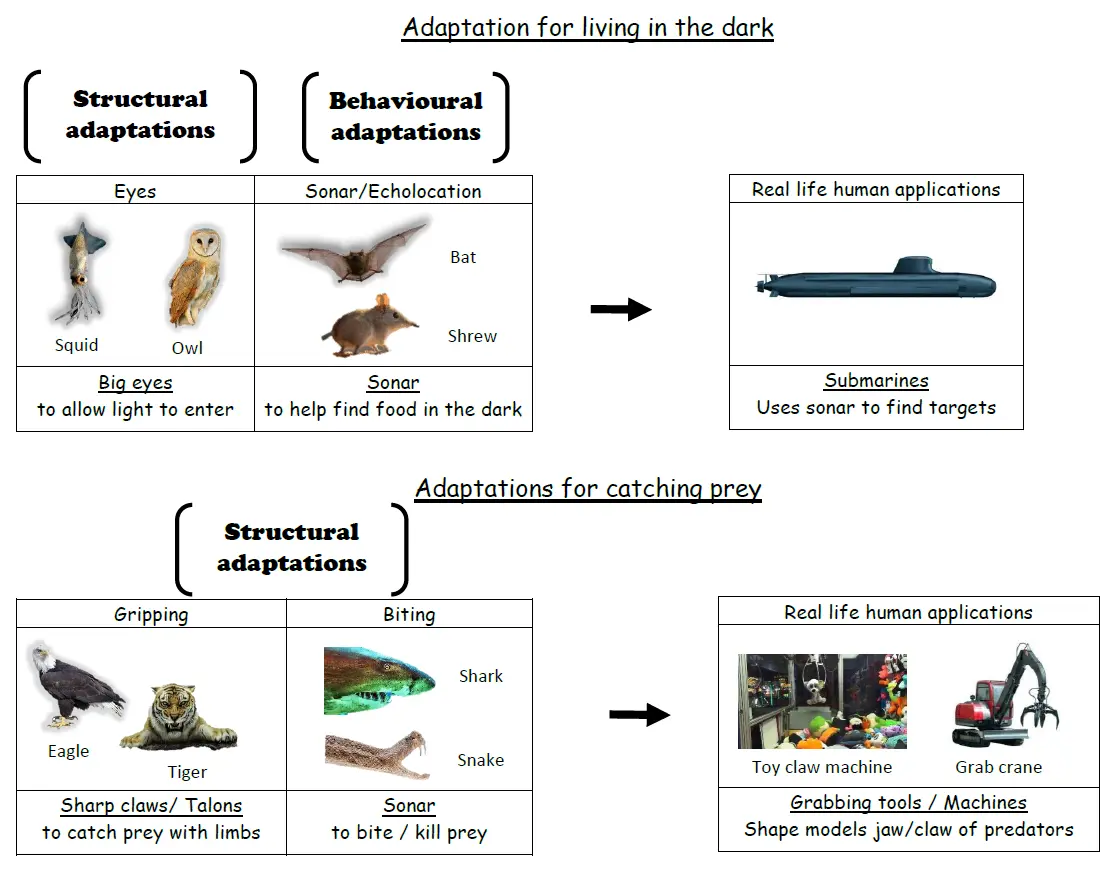 Adaptation for living in the dark
Structural
adaptations
Behavioural
adaptations
Eyes
Sonar/Echolocation
Squid
Owl
Bat
Shrew
Big eyes
to allow light to enter
Sonar
to help find food in the dark
Real life human applications
Submarines
Uses sonar to find targets
Adaptations for catching prey
Structural
adaptations
Gripping
Biting
Eagle
Tiger
Shark
Snake
Sharp claws/ Talons
to catch prey with limbs
Sonar
to bite / kill prey
Real life human applications
Toy claw machine
Grab crane
Grabbing tools / Machines
Shape models jaw/claw of predators